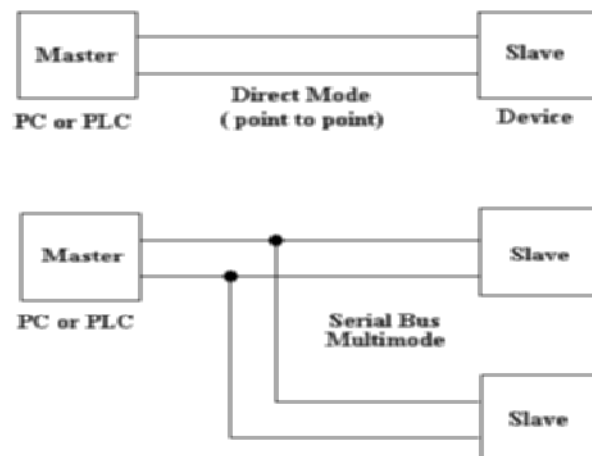 Master
Slave
Direct Mode
( point to point)
PC or PLC
Device
Master
Slave
PC or PLC
Serial Bus
Multimode
Slave